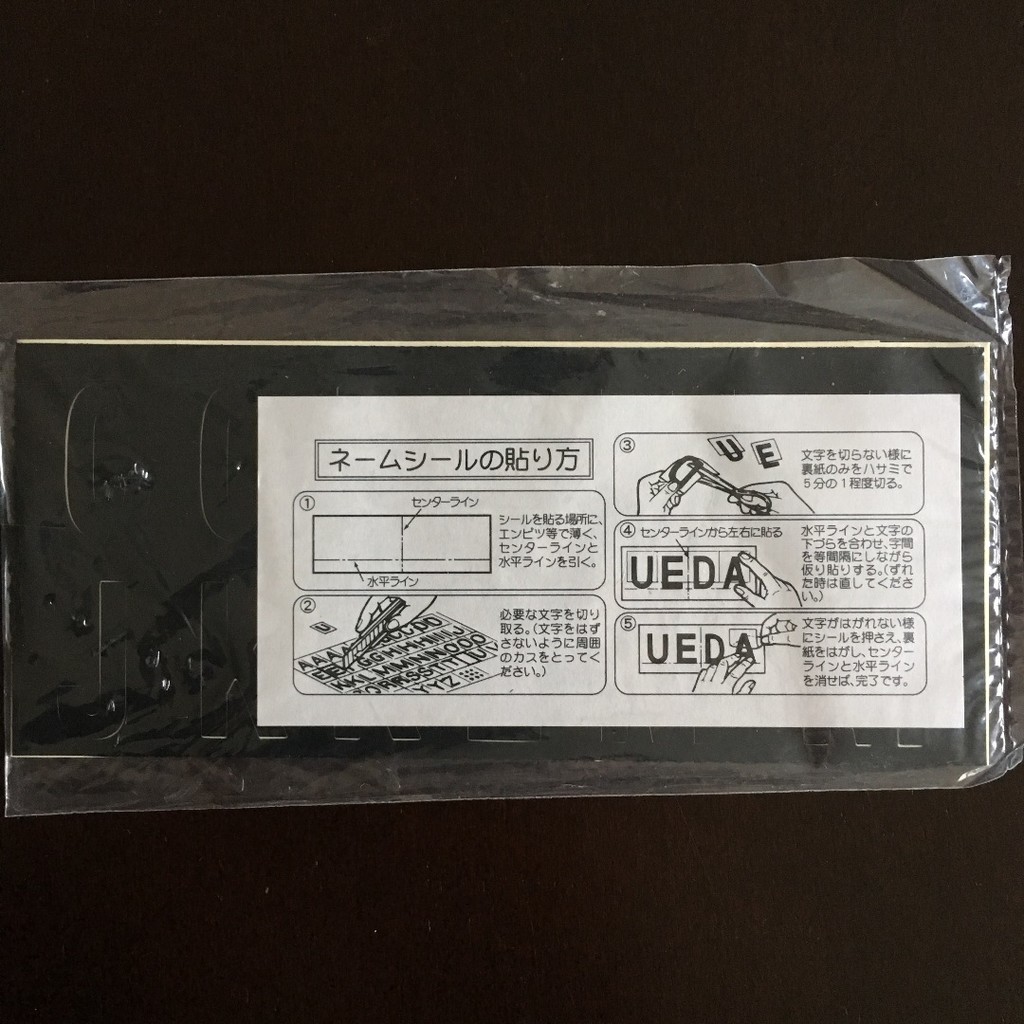 ネームシールの貼り方
①
センターライン
シールを貼る場所に、
エンピツ等で薄く、
センターラインと
水平ラインを引く。
水平ライン
②
必要な文字を切り
取る。(文字をはず
さないように周囲
のカスをとってく
ださい。)
③
U E
文字を切らない様に
裏紙のみをハサミで
5分の1程度切る。
④
センターラインから左右に貼る
UEDA
水平ラインと文字の
下づらを合わせ、字間
を等間隔にしながら
仮り貼りする。(ずれ
た時は直してくださ
い。)
⑤
UEDA
文字がはがれない様
にシールを押さえ、裏
紙をはがし、センター
ラインと水平ライン
を消せば、完了です。